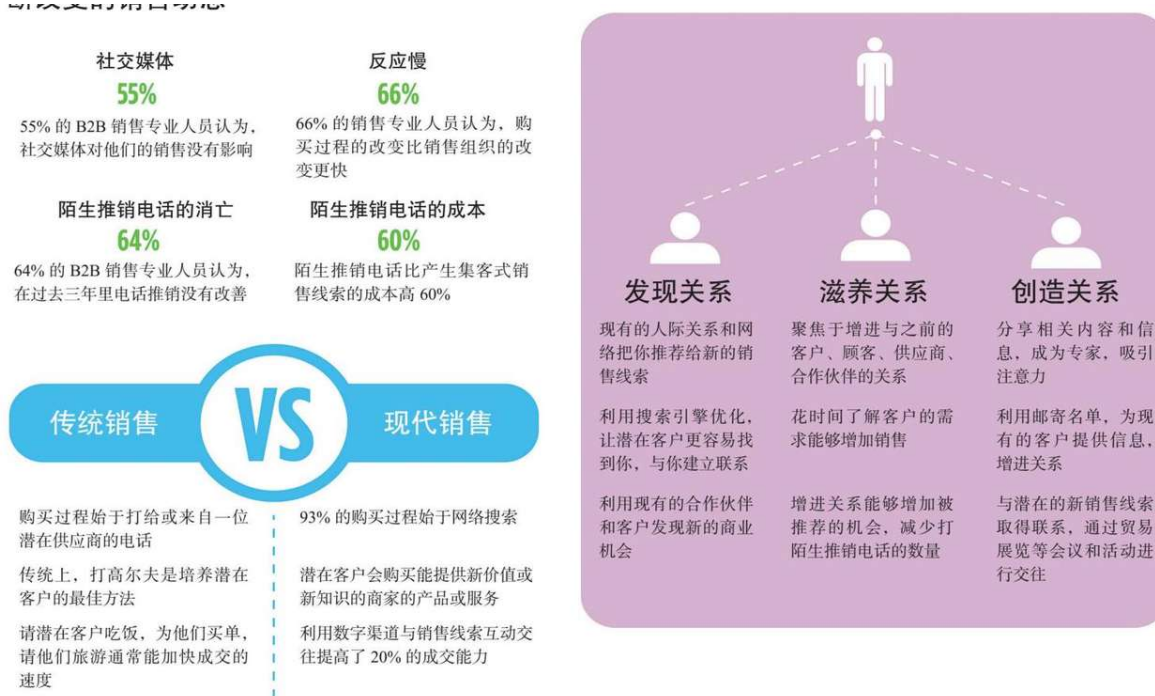 社交媒体
55%
55% 的 B2B 销售专业人员认为，
社交媒体对他们的销售没有影响
反应慢
66%
66% 的销售专业人员认为，购
买过程的改变比销售组织的改
变更快
陌生推销电话的消亡
64%
64% 的 B2B 销售专业人员认为，
在过去三年里电话推销没有改善
陌生推销电话的成本
60%
陌生推销电话比产生集客式销
售线索的成本高 60%
传统销售
VS
现代销售
购买过程始于打给或来自一位
潜在供应商的电话
传统上，打高尔夫是培养潜在
客户的最佳方法
请潜在客户吃饭，为他们买单，
请他们旅游通常能加快成交的
速度
93% 的购买过程始于网络搜索
潜在客户会购买能提供新价值或
新知识的商家的产品或服务
利用数字渠道与销售线索互动交
往提高了 20% 的成交能力
发现关系
现有的人际关系和网
络把你推荐给新的销
售线索
利用搜索引擎优化，
让潜在客户更容易找
到你，与你建立联系
利用现有的合作伙伴
和客户发现新的商业
机会
滋养关系
聚焦于增进与之前的
客户、顾客、供应商、
合作伙伴的关系
花时间了解客户的需
求能够增加销售
增进关系能够增加被
推荐的机会，减少打
陌生推销电话的数量
创造关系
分享相关内容和信
息，成为专家，吸引
注意力
利用邮寄名单，为现
有的客户提供信息，
增进关系
与潜在的新销售线索
取得联系，通过贸易
展览等会议和活动进
行交往